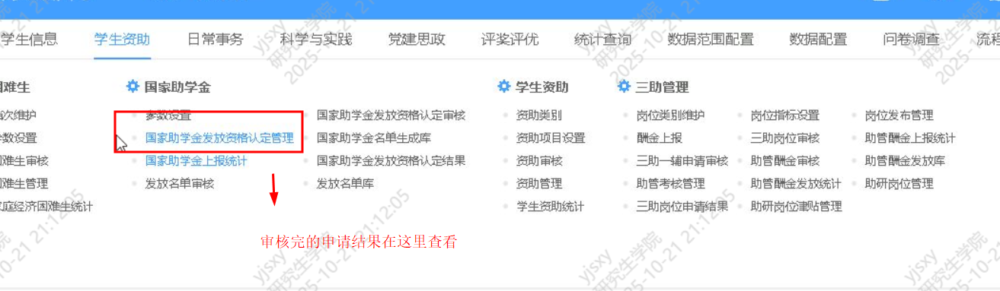 学生信息 学生资助 日常事务 科学与实践 党建思政 评奖评优 统计查询 数据范围配置 数据配置 问卷调查 流程
困难生 国家助学金 学生资助 三助管理
批次维护 参数设置 国家助学金发放资格认定审核 资助类别 岗位类别维护 岗位指标设置 岗位发布管理
参数设置 国家助学金发放资格认定管理 国家助学金名单生成库 资助项目设置 酬金上报 三助岗位审核 助管酬金上报统计
困难生审核 国家助学金上报统计 国家助学金发放资格认定结果 资助审核 三助一辅申请审核 助管酬金审核 助管酬金发放库
困难生管理 发放名单审核 发放名单库 资助管理 助管考核管理 助管酬金发放统计 助研岗位管理
家庭经济困难生统计 学生资助统计 三助岗位申请结果 助研岗位津贴管理
审核完的申请结果在这里查看
yjsxy
研究生学院
2025-10-21 21:12:05